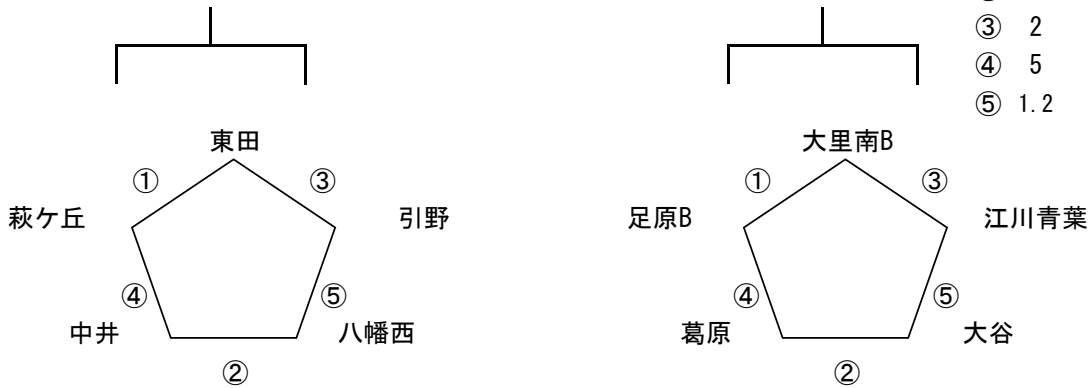 ③ 2
④ 5
⑤ 1.2
東田 大里南B
① ③ ① ③
萩ケ丘 引野 足原B 江川青葉
④ ⑤ ④ ⑤
中井 八幡西 葛原 大谷
② ②